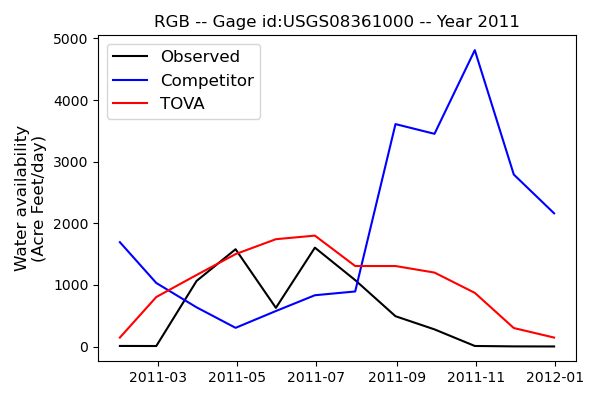 RGB -- Gage id:USGS08361000 -- Year 2011
Observed
Competitor
TOVA
Water availability
(Acre Feet/day)
5000
4000
3000
2000
1000
0
2011-03 2011-05 2011-07 2011-09 2011-11 2012-01